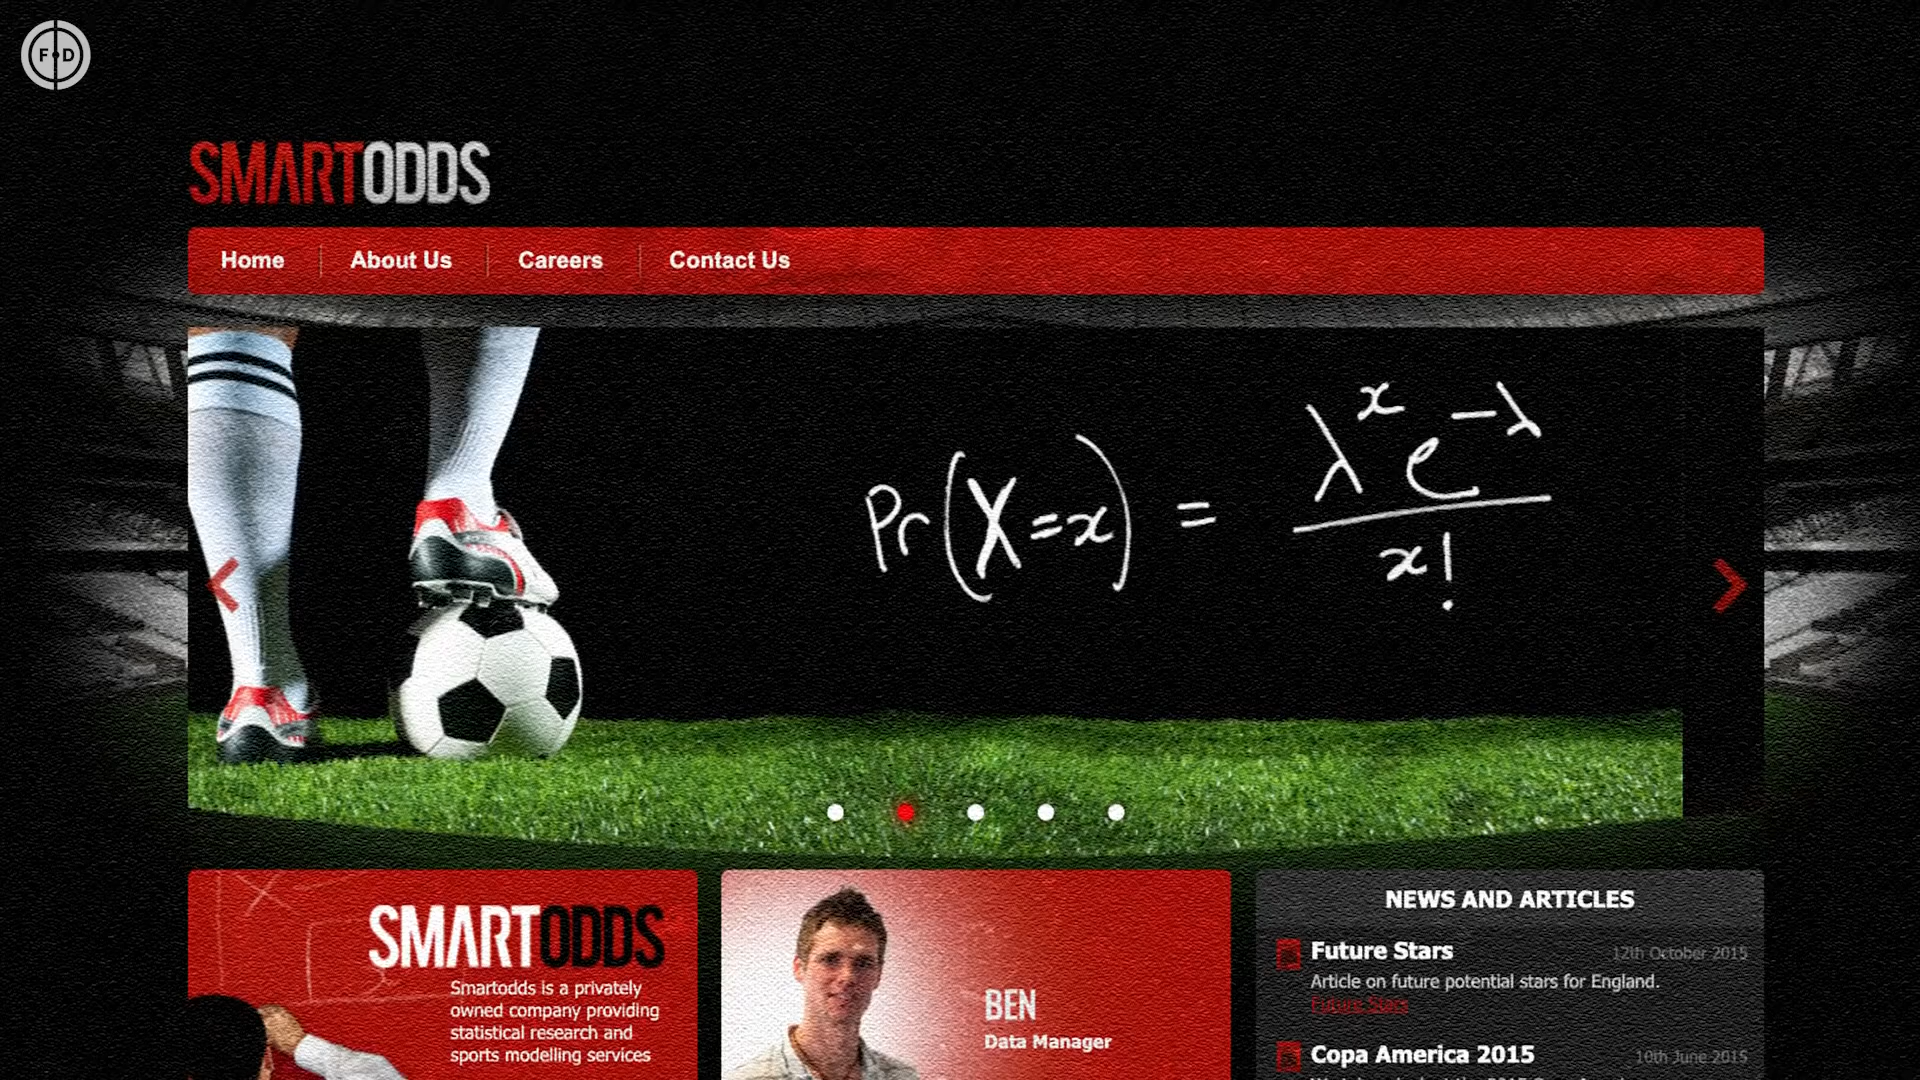 F D
SMARTODDS
Home
About Us
Careers
Contact Us
Pr(X=x) = λ^x e^-λ / x!
SMARTODDS
Smartodds is a privately
owned company providing
statistical research and
sports modelling services
BEN
Data Manager
NEWS AND ARTICLES
Future Stars 12th October 2015
Article on future potential stars for England.
Future Stars
Copa America 2015 10th June 2015